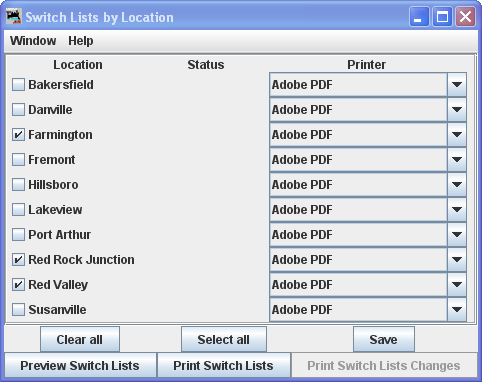 Switch Lists by Location
Window Help
Location Status Printer
Bakersfield Adobe PDF
Danville Adobe PDF
Farmington Adobe PDF
Fremont Adobe PDF
Hillsboro Adobe PDF
Lakeview Adobe PDF
Port Arthur Adobe PDF
Red Rock Junction Adobe PDF
Red Valley Adobe PDF
Susanville Adobe PDF
Clear all Select all Save
Preview Switch Lists Print Switch Lists Print Switch Lists Changes